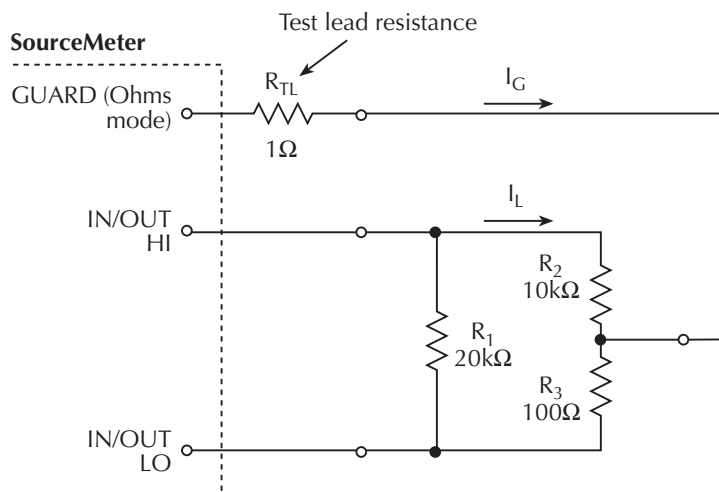 Test lead resistance
SourceMeter
GUARD (Ohms
mode)
R_TL
1Ω
I_G
IN/OUT
HI
I_L
R_1
20kΩ
R_2
10kΩ
R_3
100Ω
IN/OUT
LO